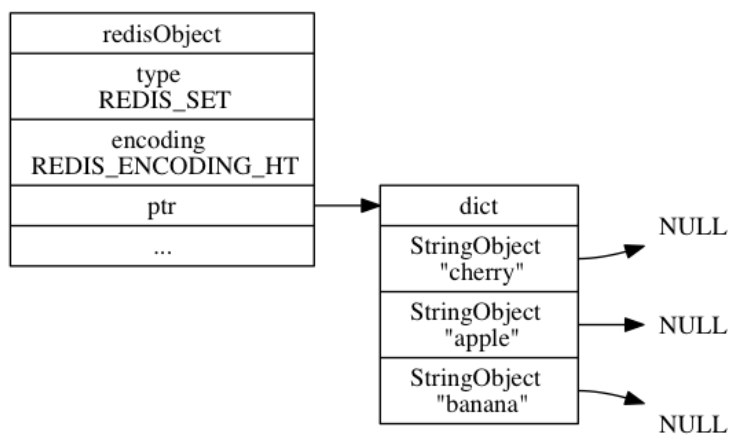 redisObject
type
REDIS_SET
encoding
REDIS_ENCODING_HT
ptr
...
dict
StringObject
"cherry"
StringObject
"apple"
StringObject
"banana"
NULL
NULL
NULL